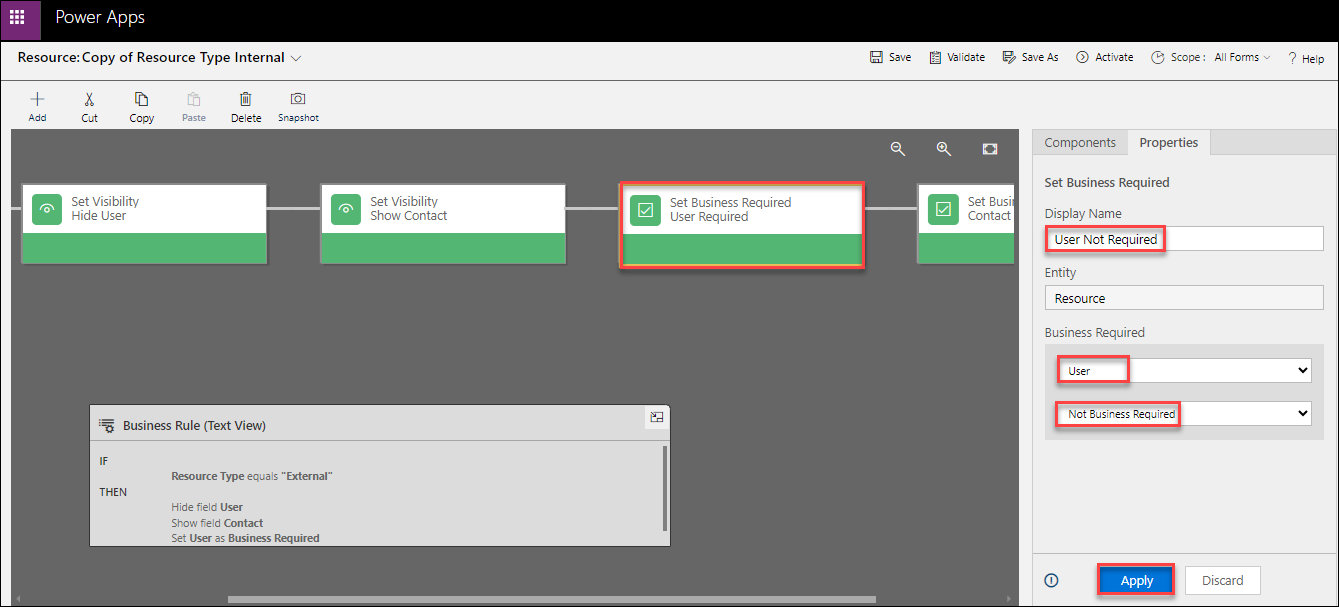 Power Apps
Resource: Copy of Resource Type Internal
Save
Validate
Save As
Activate
Scope :
All Forms
? Help
Add
Cut
Copy
Paste
Delete
Snapshot
Set Visibility
Hide User
Set Visibility
Show Contact
Set Business Required
User Required
Set Busi
Contact
Components
Properties
Set Business Required
Display Name
User Not Required
Entity
Resource
Business Required
User
Not Business Required
Business Rule (Text View)
IF
Resource Type equals "External"
THEN
Hide field User
Show field Contact
Set User as Business Required
Apply
Discard